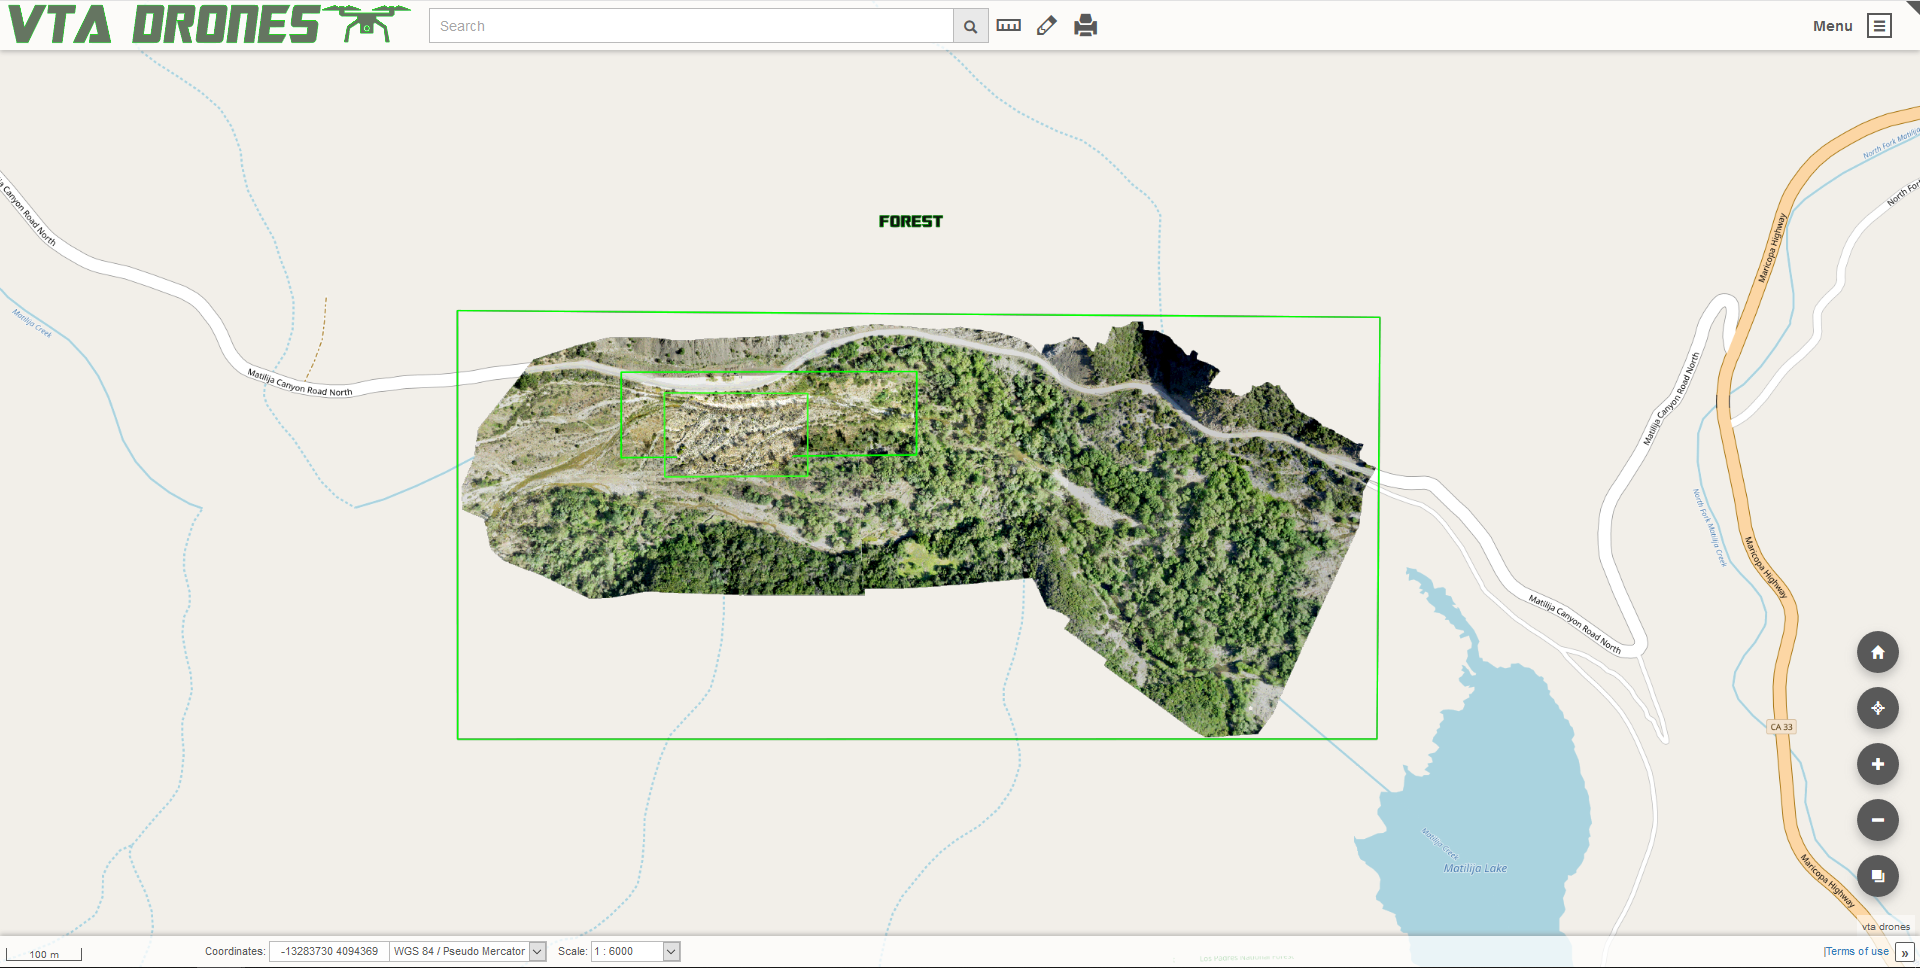 VTA DRONES
Search
Menu
North Fork Matilija
Matilija Canyon Road North
Maricopa Highway
FOREST
Matilija Creek
Matilija Canyon Road North
Matilija Canyon Road North
North Fork Matilija Creek
Maricopa Highway
Matilija Canyon Road North
CA 33
Matilija Creek
Matilija Lake
Maricopa Highway
vta drones
100 m
Coordinates: -13283730 4094369 WGS 84 / Pseudo Mercator Scale: 1 : 6000
|Terms of use »